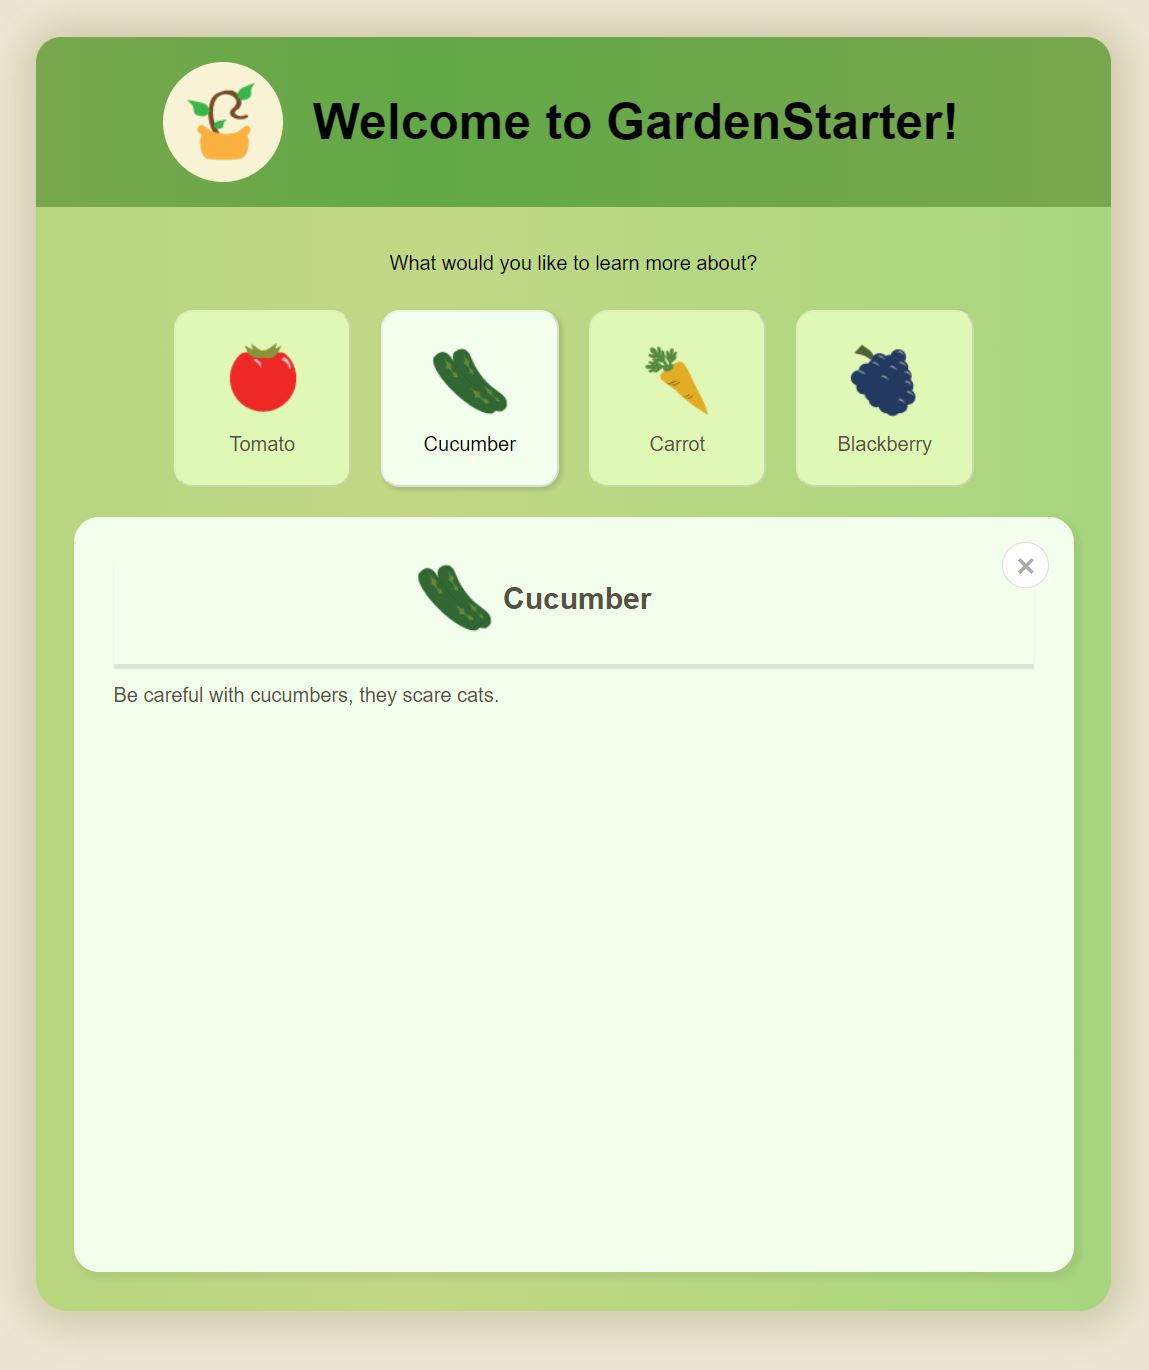 Welcome to GardenStarter!
What would you like to learn more about?
Tomato
Cucumber
Carrot
Blackberry
Cucumber
Be careful with cucumbers, they scare cats.